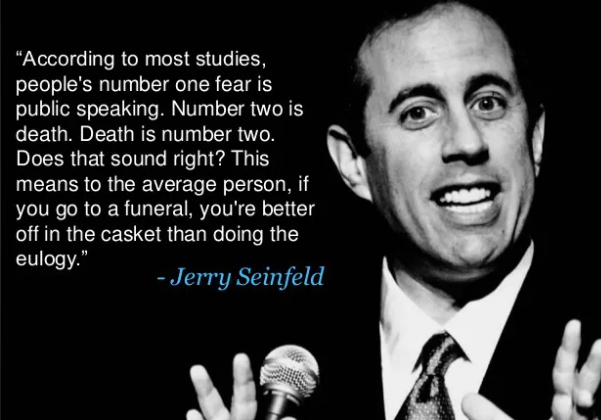 “According to most studies,
people's number one fear is
public speaking. Number two is
death. Death is number two.
Does that sound right? This
means to the average person, if
you go to a funeral, you're better
off in the casket than doing the
eulogy.”
- Jerry Seinfeld